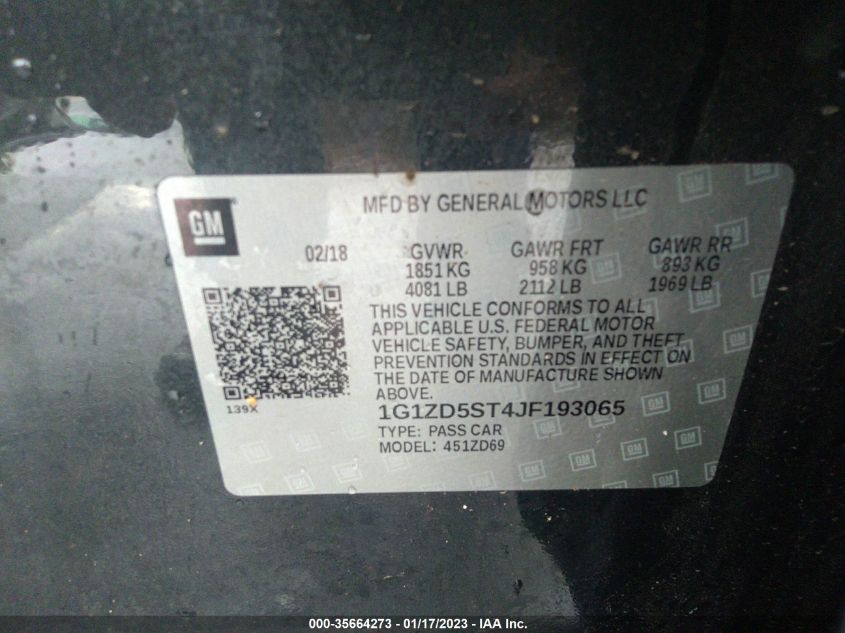 GM
MFD BY GENERAL MOTORS LLC
02/18 GVWR GAWR FRT GAWR RR
1851 KG 958 KG 893 KG
4081 LB 2112 LB 1969 LB
THIS VEHICLE CONFORMS TO ALL
APPLICABLE U.S. FEDERAL MOTOR
VEHICLE SAFETY, BUMPER, AND THEFT
PREVENTION STANDARDS IN EFFECT ON
THE DATE OF MANUFACTURE SHOWN
ABOVE.
139X
1G1ZD5ST4JF193065
TYPE: PASS CAR
MODEL: 451ZD69
000-35664273 - 01/17/2023 - IAA Inc.